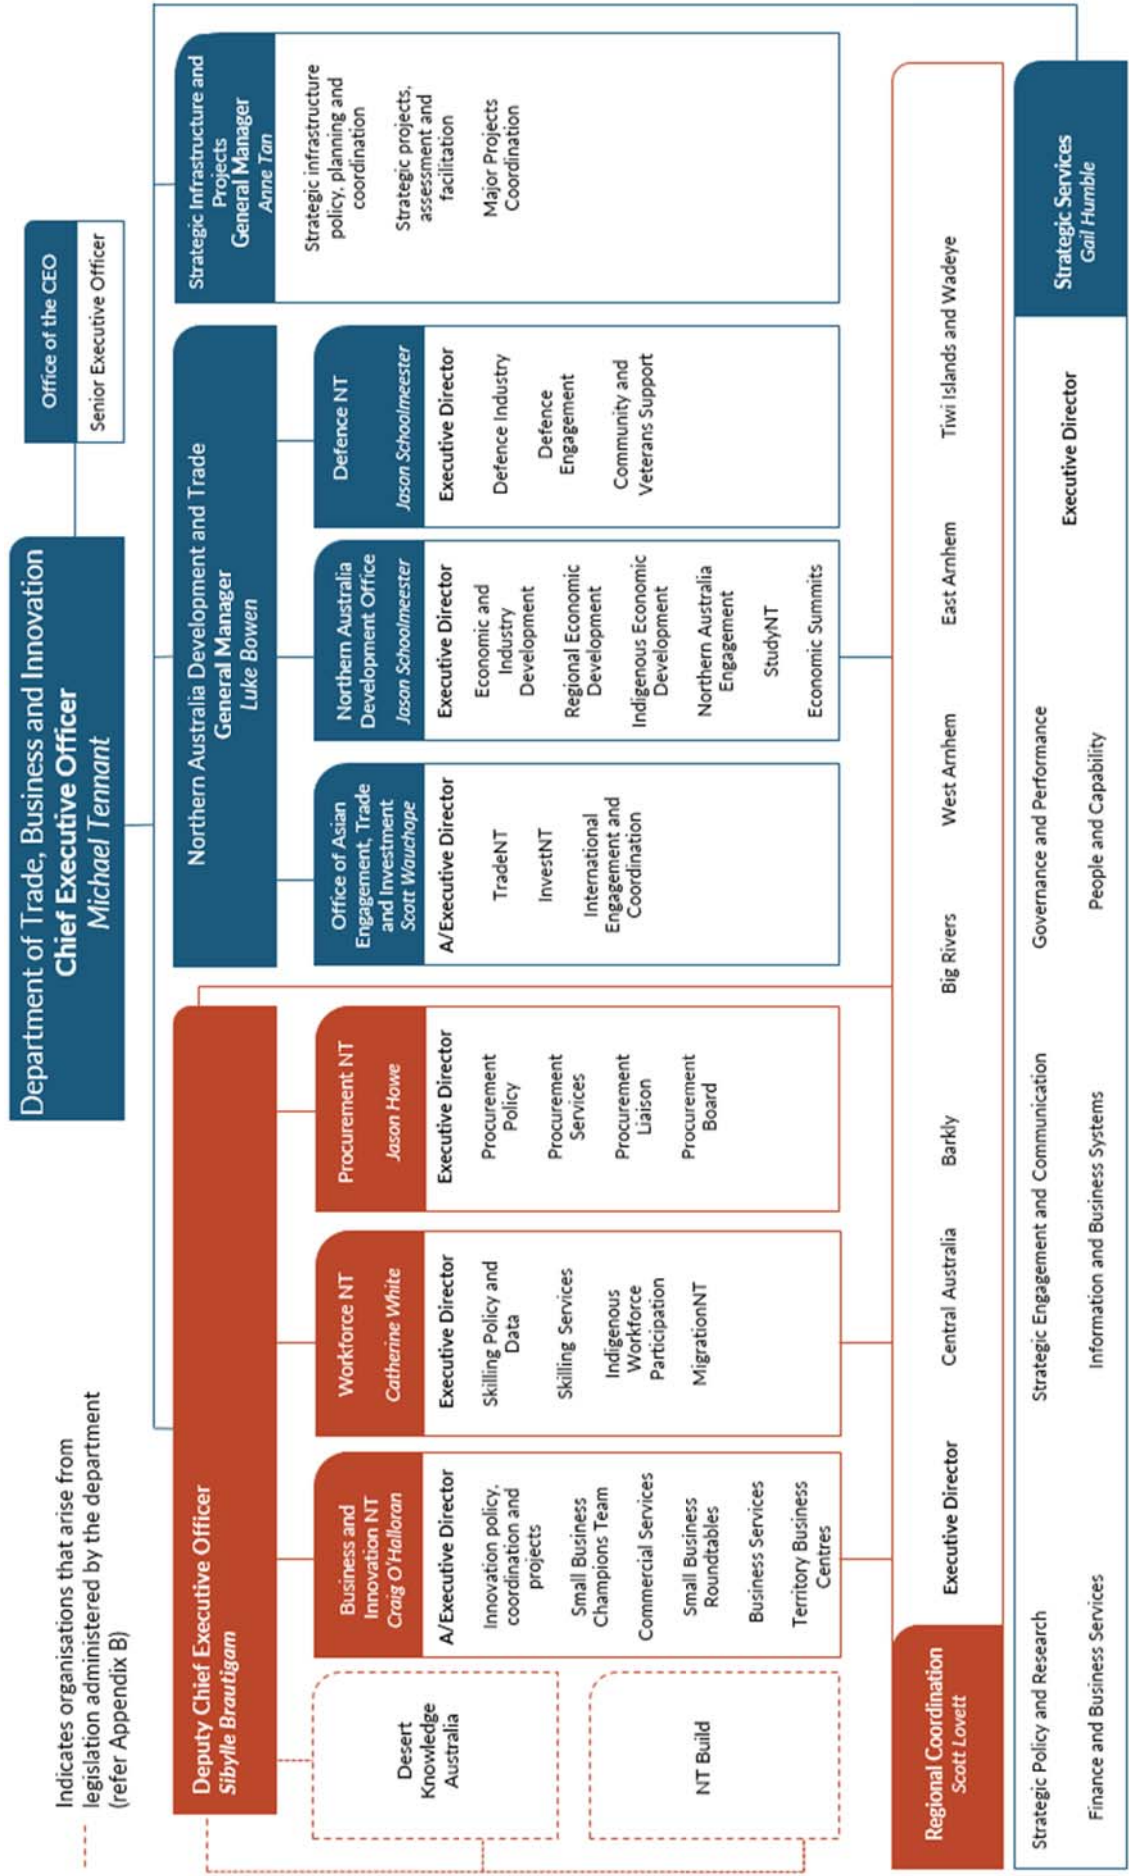 Department of Trade, Business and Innovation
Chief Executive Officer
Michael Tennant
Office of the CEO
Senior Executive Officer
Indicates organisations that arise from
legislation administered by the department
(refer Appendix B)
Deputy Chief Executive Officer
Sibylle Brautigam
Desert
Knowledge
Australia
NT Build
Business and
Innovation NT
Craig O'Halloran
A/Executive Director
Innovation policy,
coordination and
projects
Small Business
Champions Team
Commercial Services
Small Business
Roundtables
Business Services
Territory Business
Centres
Workforce NT
Catherine White
Executive Director
Skilling Policy and
Data
Skilling Services
Indigenous
Workforce
Participation
MigrationNT
Procurement NT
Jason Howe
Executive Director
Procurement
Policy
Procurement
Services
Procurement
Liaison
Procurement
Board
Northern Australia Development and Trade
General Manager
Luke Bowen
Office of Asian
Engagement, Trade
and Investment
Scott Wauchope
A/Executive Director
TradeNT
InvestNT
International
Engagement and
Coordination
Northern Australia
Development Office
Jason Schoolmeester
Executive Director
Economic and
Industry
Development
Regional Economic
Development
Indigenous Economic
Development
Northern Australia
Engagement
StudyNT
Economic Summits
Defence NT
Jason Schoolmeester
Executive Director
Defence Industry
Defence
Engagement
Community and
Veterans Support
Strategic Infrastructure and
Projects
General Manager
Anne Tan
Strategic infrastructure
policy, planning and
coordination
Strategic projects,
assessment and
facilitation
Major Projects
Coordination
Regional Coordination
Scott Lovett
Executive Director
Central Australia
Barkly
Big Rivers
West Arnhem
East Arnhem
Tiwi Islands and Wadeye
Strategic Policy and Research
Strategic Engagement and Communication
Governance and Performance
Executive Director
Finance and Business Services
Information and Business Systems
People and Capability
Strategic Services
Gail Humble